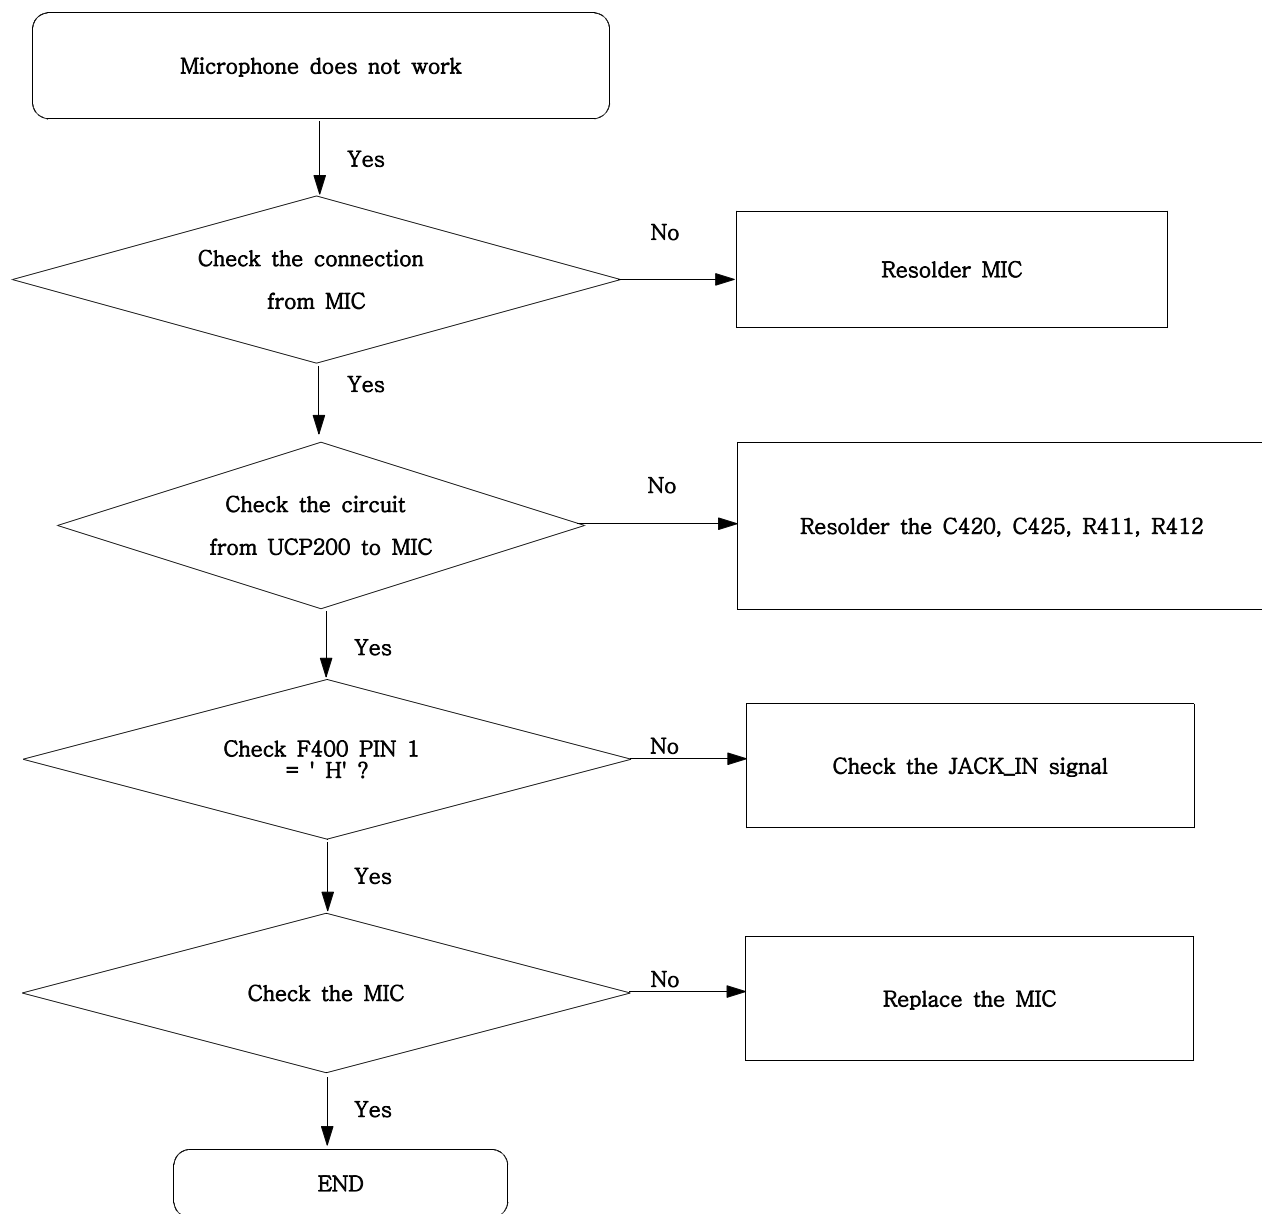 Microphone does not work
Yes
Check the connection
from MIC
No
Resolder MIC
Yes
Check the circuit
from UCP200 to MIC
No
Resolder the C420, C425, R411, R412
Yes
Check F400 PIN 1
= ' H' ?
No
Check the JACK_IN signal
Yes
Check the MIC
No
Replace the MIC
Yes
END